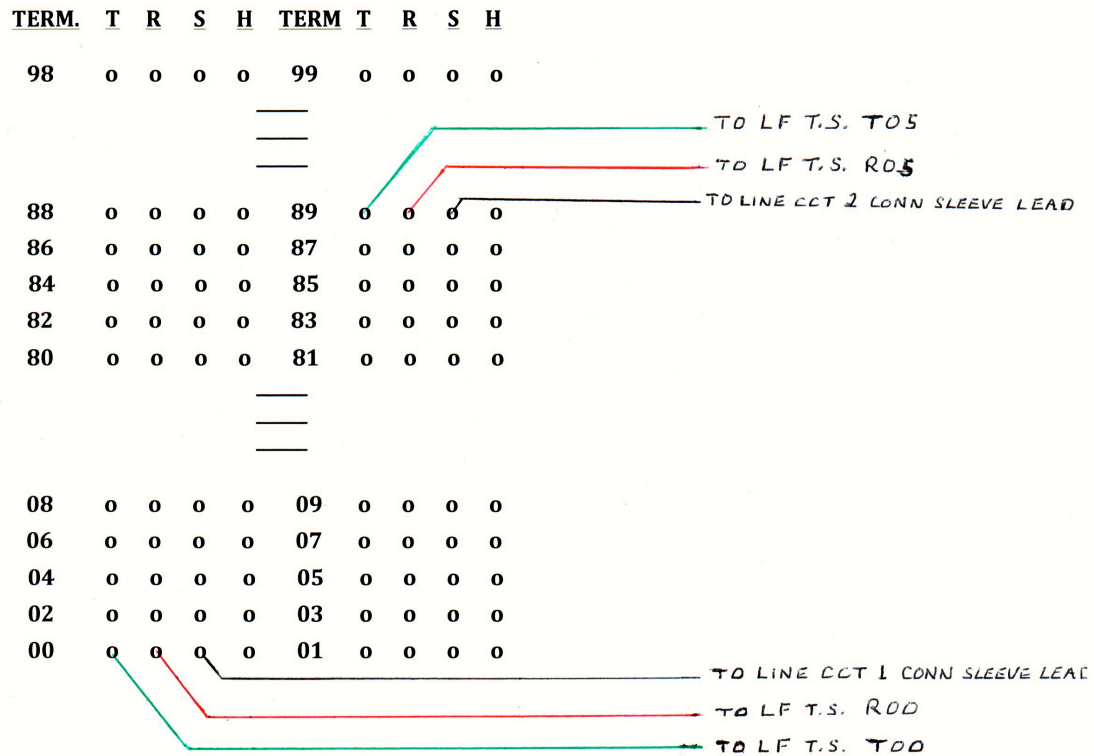 TERM. T R S H TERM T R S H
98 o o o o 99 o o o o
TO LF T.S. T05
TO LF T.S. R05
88 o o o o 89 o o o o TO LINE CCT 2 CONN SLEEVE LEAD
86 o o o o 87 o o o o
84 o o o o 85 o o o o
82 o o o o 83 o o o o
80 o o o o 81 o o o o
08 o o o o 09 o o o o
06 o o o o 07 o o o o
04 o o o o 05 o o o o
02 o o o o 03 o o o o
00 o o o o 01 o o o o
TO LINE CCT 1 CONN SLEEVE LEAD
TO LF T.S. R00
TO LF T.S. T00